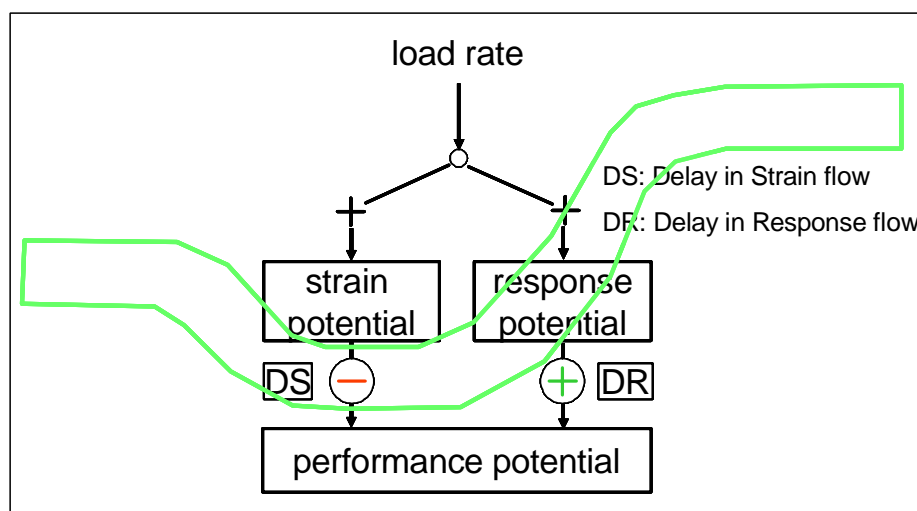 load rate
DS: Delay in Strain flow
+ +
DR: Delay in Response flow
strain
potential
response
potential
DS − + DR
performance potential